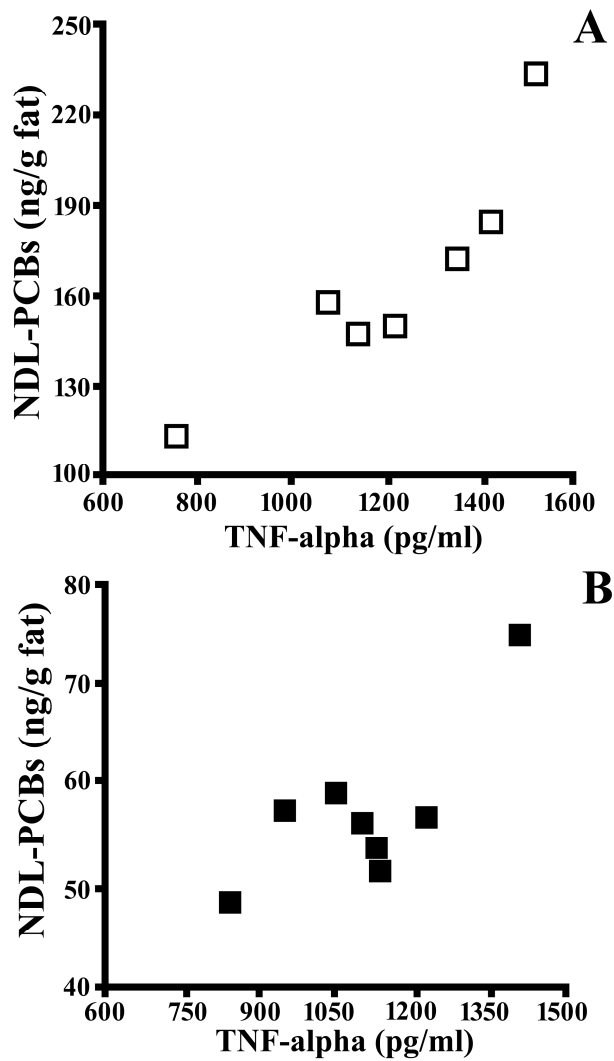 A
250
220
190
160
130
100
NDL-PCBs (ng/g fat)
600 800 1000 1200 1400 1600
TNF-alpha (pg/ml)
B
80
70
60
50
40
NDL-PCBs (ng/g fat)
600 750 900 1050 1200 1350 1500
TNF-alpha (pg/ml)